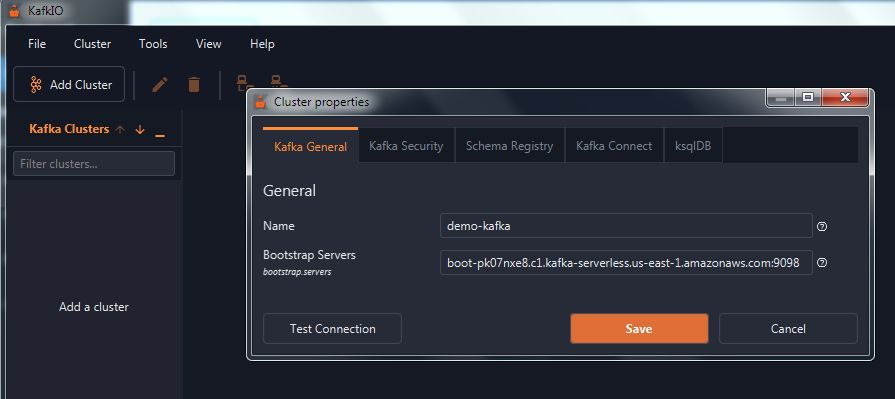 KafkIO
File Cluster Tools View Help
Add Cluster
Cluster properties
Kafka Clusters
Filter clusters...
Add a cluster
Kafka General Kafka Security Schema Registry Kafka Connect ksqlDB
General
Name demo-kafka
Bootstrap Servers boot-pk07nxe8.c1.kafka-serverless.us-east-1.amazonaws.com:9098
bootstrap.servers
Test Connection Save Cancel